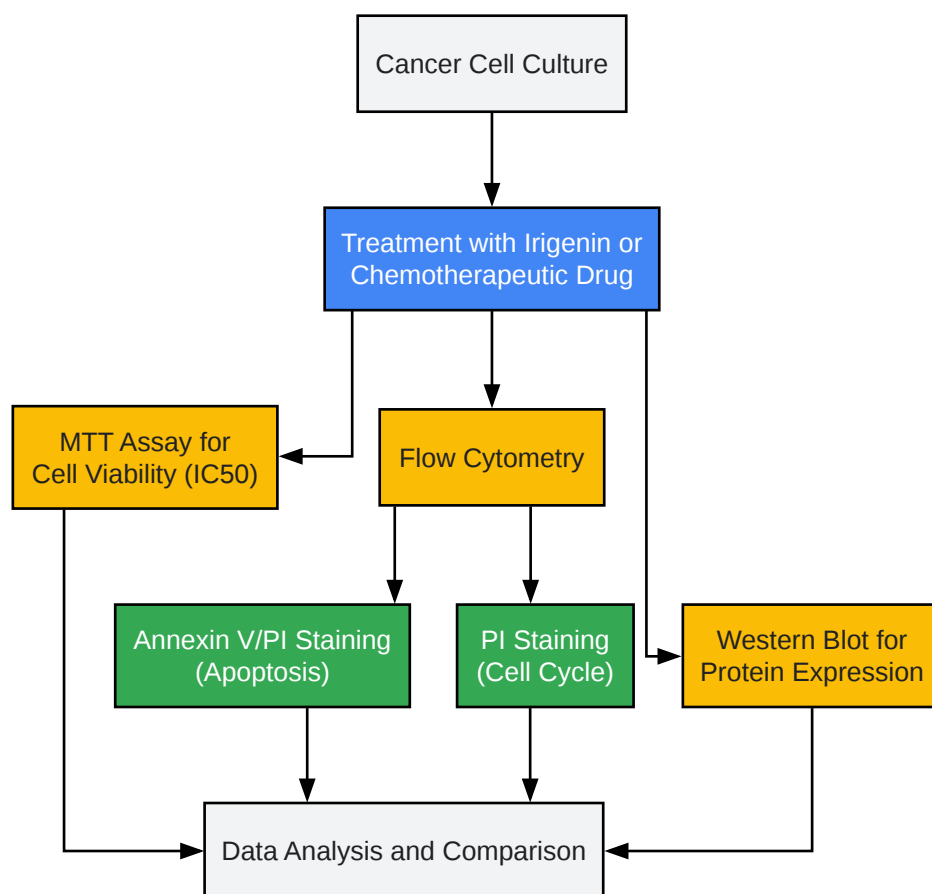 Cancer Cell Culture
Treatment with Irigenin or
Chemotherapeutic Drug
MTT Assay for
Cell Viability (IC50)
Flow Cytometry
Annexin V/PI Staining
(Apoptosis)
PI Staining
(Cell Cycle)
Western Blot for
Protein Expression
Data Analysis and Comparison